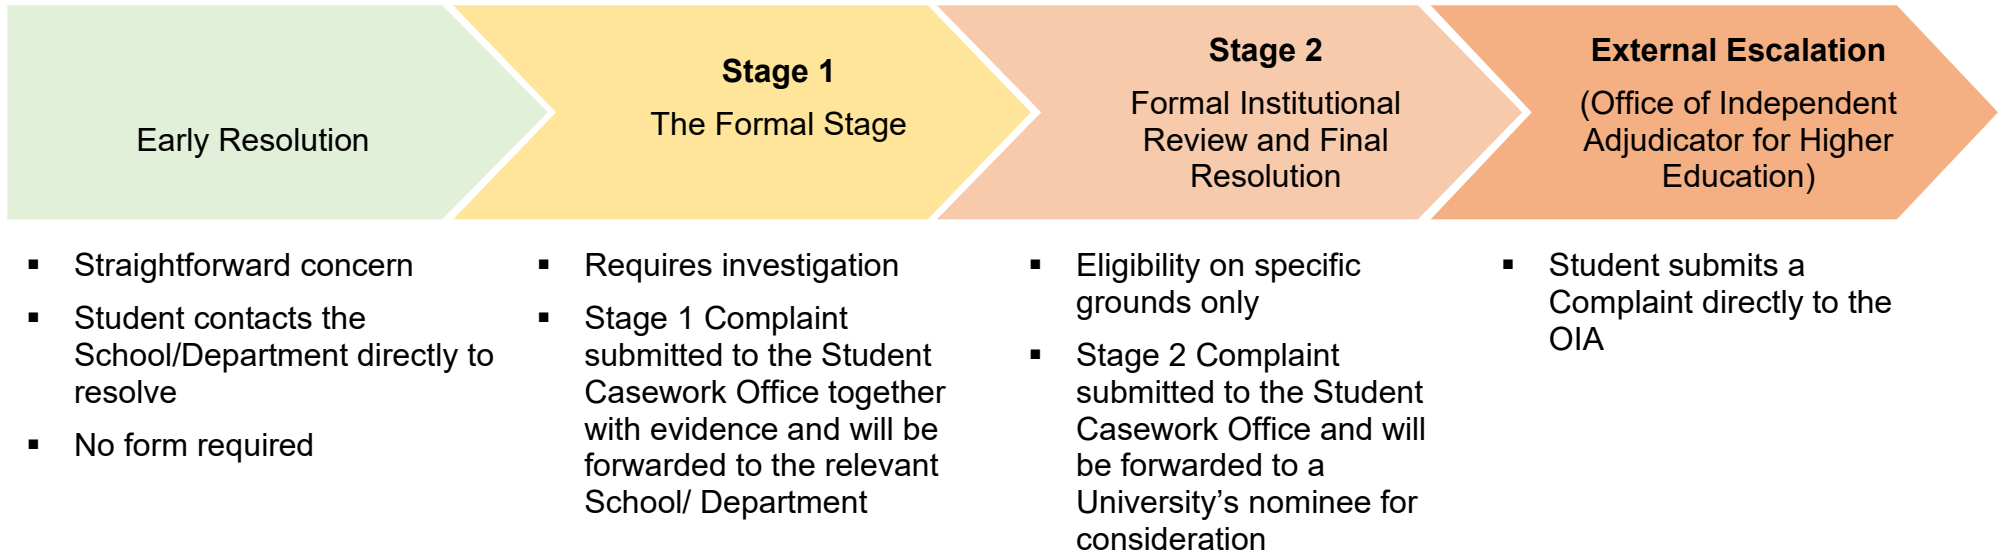 Early Resolution
Stage 1
The Formal Stage
Stage 2
Formal Institutional
Review and Final
Resolution
External Escalation
(Office of Independent
Adjudicator for Higher
Education)
▪ Straightforward concern
▪ Student contacts the
School/Department directly to
resolve
▪ No form required
▪ Requires investigation
▪ Stage 1 Complaint
submitted to the Student
Casework Office together
with evidence and will be
forwarded to the relevant
School/ Department
▪ Eligibility on specific
grounds only
▪ Stage 2 Complaint
submitted to the Student
Casework Office and will
be forwarded to a
University’s nominee for
consideration
▪ Student submits a
Complaint directly to the
OIA